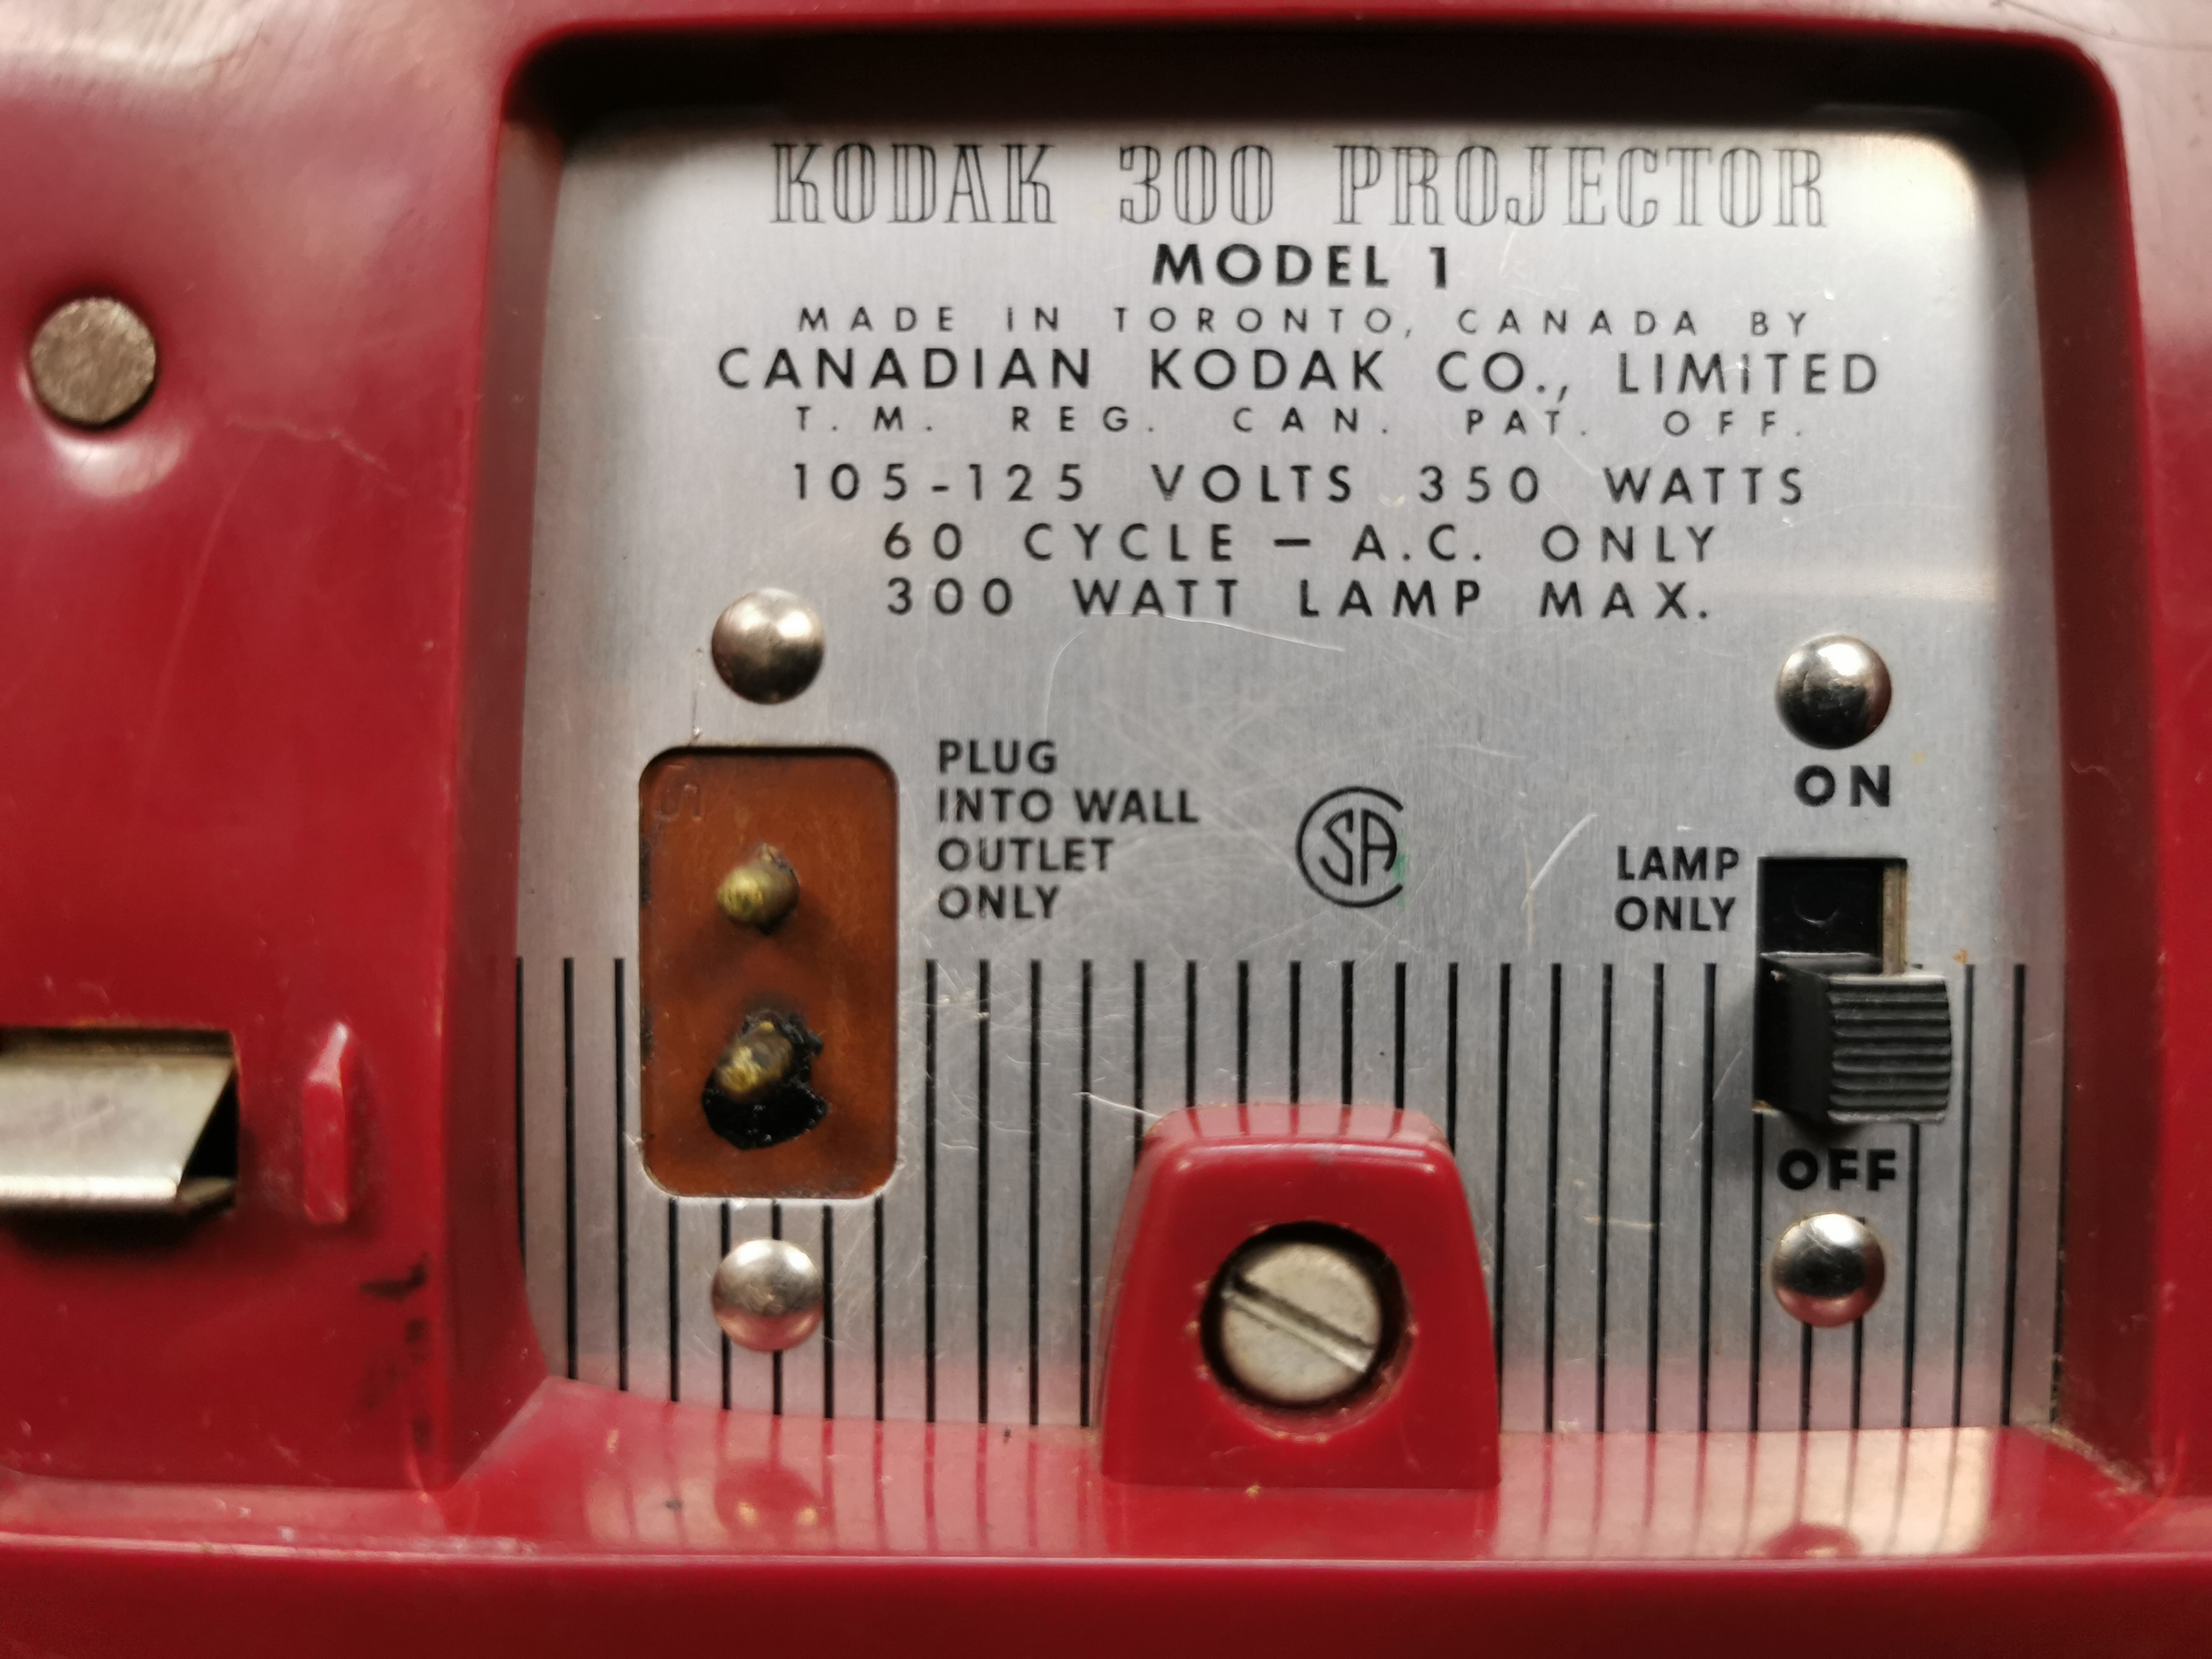 KODAK 300 PROJECTOR
MODEL 1
MADE IN TORONTO, CANADA BY
CANADIAN KODAK CO., LIMITED
T. M. REG. CAN. PAT. OFF.
105-125 VOLTS 350 WATTS
60 CYCLE — A.C. ONLY
300 WATT LAMP MAX.
PLUG
INTO WALL
OUTLET
ONLY
CSA
ON
LAMP
ONLY
OFF